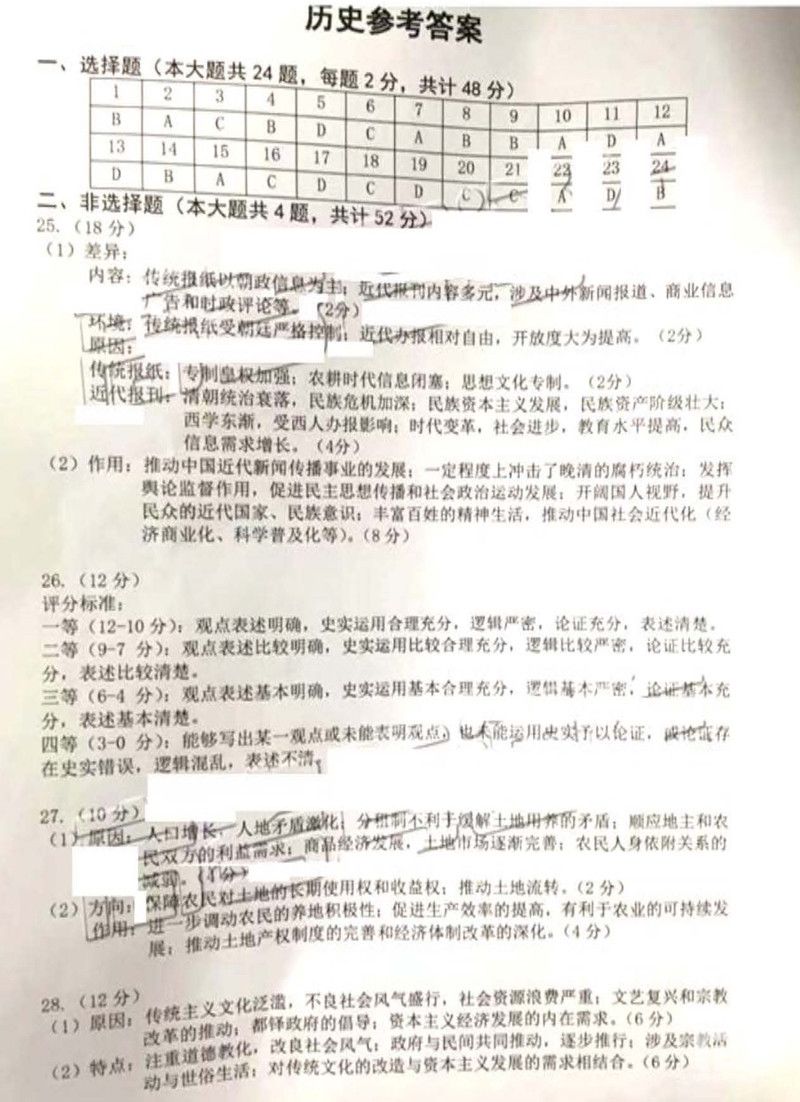 历史参考答案
一、选择题（本大题共 24 题，每题 2 分，共计 48 分）
1 2 3 4 5 6 7 8 9 10 11 12
B A C B D C A B B A D A
13 14 15 16 17 18 19 20 21 22 23 24
D B A C D C D C C A D B
二、非选择题（本大题共 4 题，共计 52 分）
25.（18 分）
（1）差异：
内容：传统报纸以朝政信息为主；近代报刊内容多元，涉及中外新闻报道、商业信息
广告和时政评论等。（2分）
环境：传统报纸受朝廷严格控制；近代办报相对自由，开放度大为提高。（2分）
原因：
传统报纸：专制皇权加强；农耕时代信息闭塞；思想文化专制。（2分）
近代报刊：清朝统治衰落，民族危机加深；民族资本主义发展，民族资产阶级壮大；
西学东渐，受西人办报影响；时代变革，社会进步，教育水平提高，民众
信息需求增长。（4分）
（2）作用：推动中国近代新闻传播事业的发展；一定程度上冲击了晚清的腐朽统治；发挥
舆论监督作用，促进民主思想传播和社会政治运动发展；开阔国人视野，提升
民众的近代国家、民族意识；丰富百姓的精神生活，推动中国社会近代化（经
济商业化、科学普及化等）。（8分）
26.（12 分）
评分标准：
一等（12-10 分）：观点表述明确，史实运用合理充分，逻辑严密，论证充分，表述清楚。
二等（9-7 分）：观点表述比较明确，史实运用比较合理充分，逻辑比较严密，论证比较充
分，表述比较清楚。
三等（6-4 分）：观点表述基本明确，史实运用基本合理充分，逻辑基本严密，论证基本充
分，表述基本清楚。
四等（3-0 分）：能够写出某一观点或未能表明观点，也未能运用史实予以论证，或论证存
在史实错误，逻辑混乱，表述不清。
27.（10 分）
（1）原因：人口增长，人地矛盾激化；分租制不利于缓解土地用养的矛盾；顺应地主和农
民双方的利益需求；商品经济发展，土地市场逐渐完善；农民人身依附关系的
减弱。（4分）
（2）方向：保障农民对土地的长期使用权和收益权；推动土地流转。（2 分）
作用：进一步调动农民的养地积极性；促进生产效率的提高，有利于农业的可持续发
展；推动土地产权制度的完善和经济体制改革的深化。（4 分）
28.（12 分）
（1）原因：传统主义文化泛滥，不良社会风气盛行，社会资源浪费严重；文艺复兴和宗教
改革的推动；都铎政府的倡导；资本主义经济发展的内在需求。（6 分）
（2）特点：注重道德教化，改良社会风气；政府与民间共同推动，逐步推行；涉及宗教活
动与世俗生活；对传统文化的改造与资本主义发展的需求相结合。（6 分）